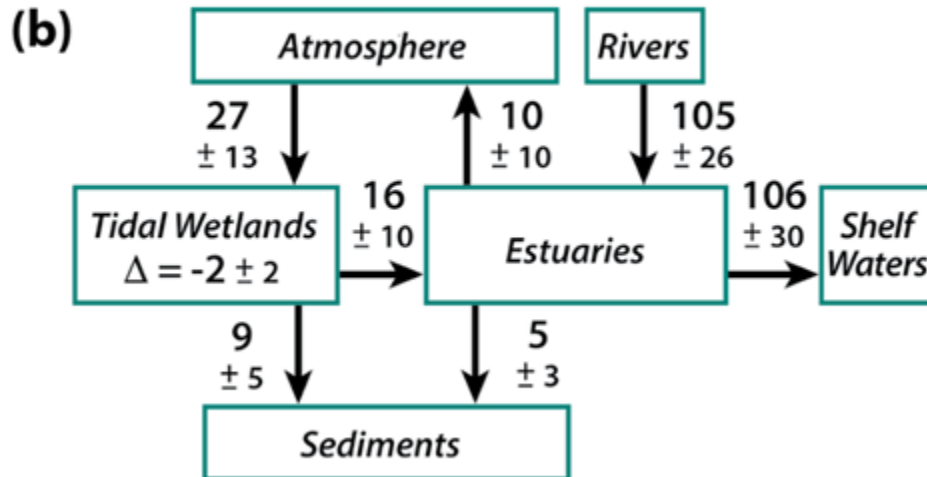 (b)
Atmosphere
Rivers
27
± 13
10
± 10
105
± 26
Tidal Wetlands
Δ = -2 ± 2
16
± 10
Estuaries
106
± 30
Shelf
Waters
9
± 5
5
± 3
Sediments